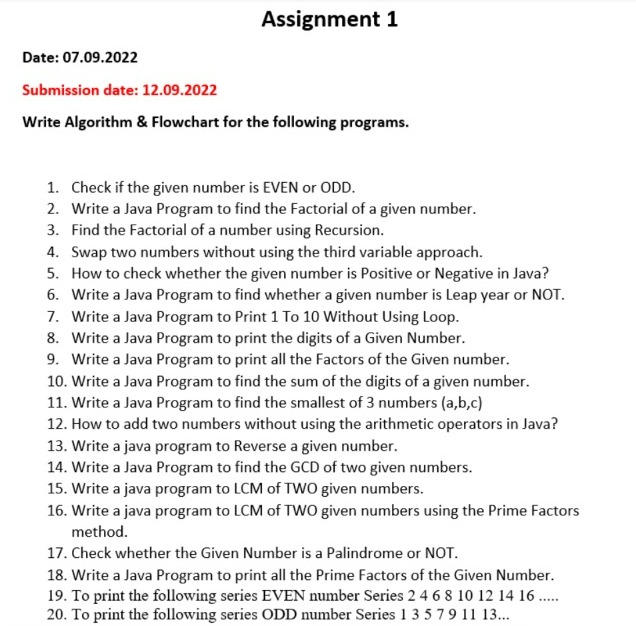 Assignment 1
Date: 07.09.2022
Submission date: 12.09.2022
Write Algorithm & Flowchart for the following programs.
1. Check if the given number is EVEN or ODD.
2. Write a Java Program to find the Factorial of a given number.
3. Find the Factorial of a number using Recursion.
4. Swap two numbers without using the third variable approach.
5. How to check whether the given number is Positive or Negative in Java?
6. Write a Java Program to find whether a given number is Leap year or NOT.
7. Write a Java Program to Print 1 To 10 Without Using Loop.
8. Write a Java Program to print the digits of a Given Number.
9. Write a Java Program to print all the Factors of the Given number.
10. Write a Java Program to find the sum of the digits of a given number.
11. Write a Java Program to find the smallest of 3 numbers (a,b,c)
12. How to add two numbers without using the arithmetic operators in Java?
13. Write a java program to Reverse a given number.
14. Write a Java Program to find the GCD of two given numbers.
15. Write a java program to LCM of TWO given numbers.
16. Write a java program to LCM of TWO given numbers using the Prime Factors
method.
17. Check whether the Given Number is a Palindrome or NOT.
18. Write a Java Program to print all the Prime Factors of the Given Number.
19. To print the following series EVEN number Series 2 4 6 8 10 12 14 16 .....
20. To print the following series ODD number Series 1 3 5 7 9 11 13...